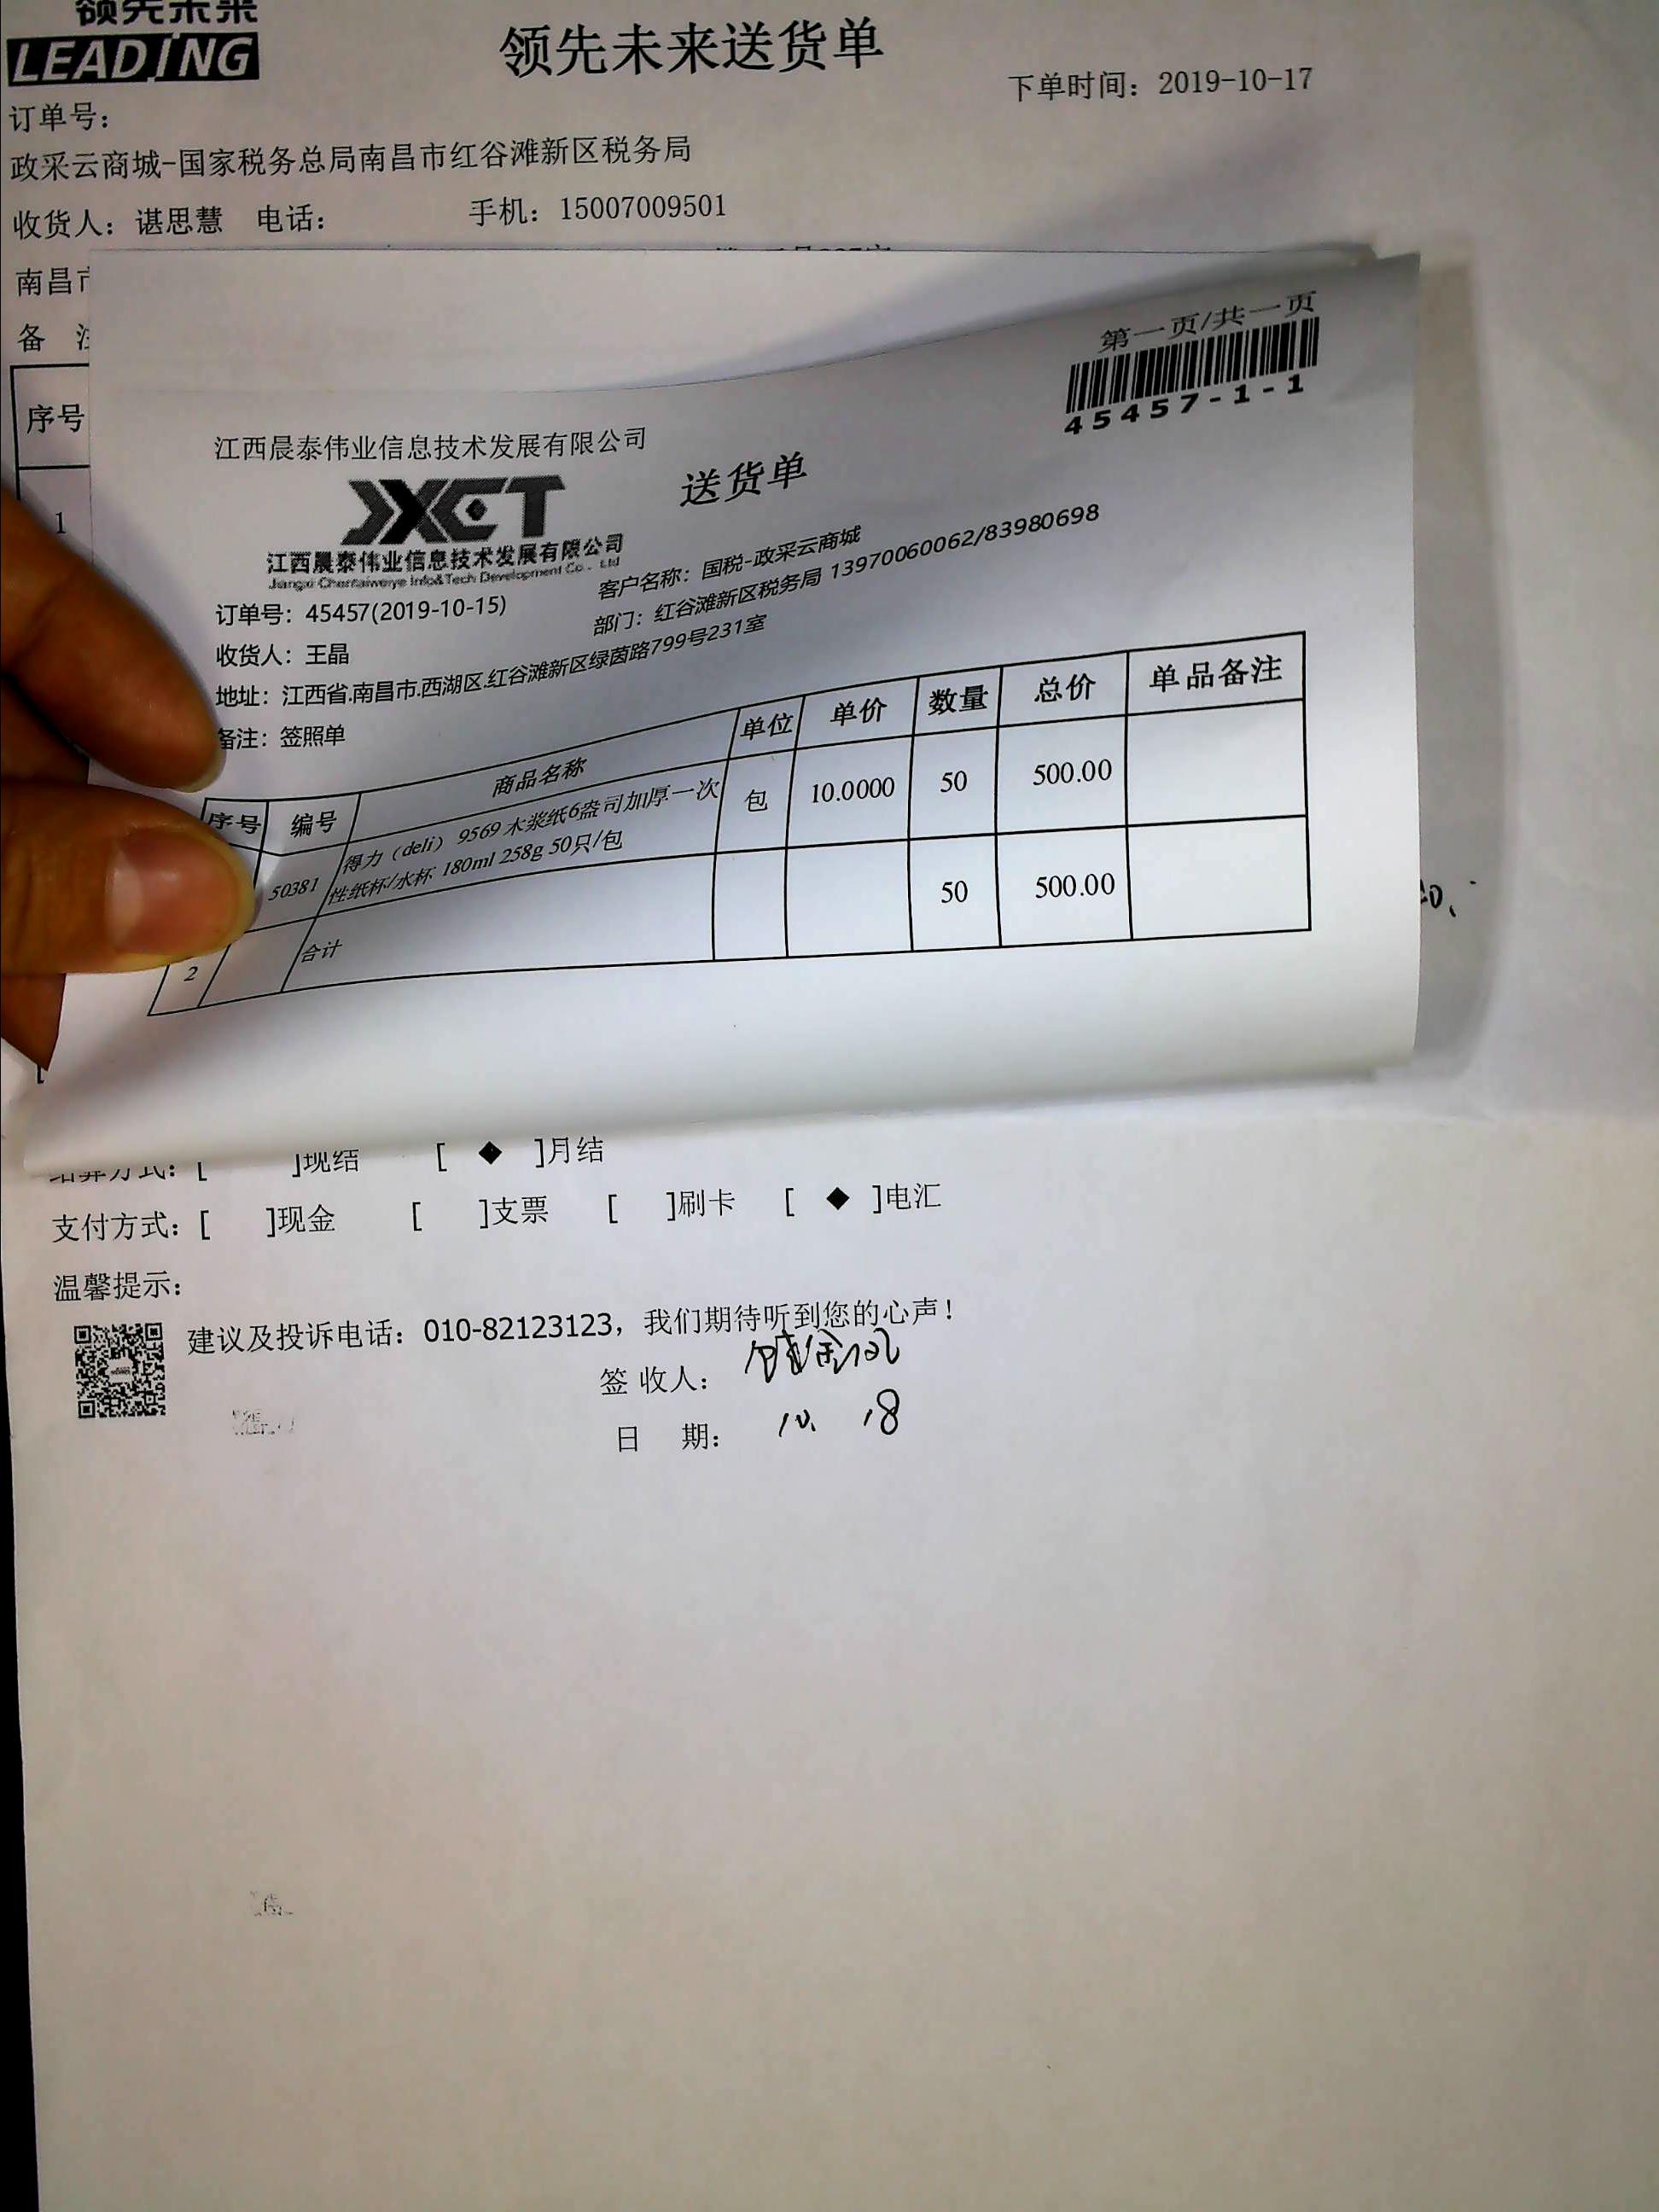 领先未来
LEADING
领先未来送货单
下单时间：2019-10-17
订单号：
政采云商城-国家税务总局南昌市红谷滩新区税务局
收货人：谌思慧 电话： 手机：15007009501
南昌市
备 注
序号
1
第一页/共一页
45457-1-1
江西晨泰伟业信息技术发展有限公司
送货单
JXCT
江西晨泰伟业信息技术发展有限公司
Jiangxi Chentaiweiye Info&Tech Development Co., Ltd
订单号：45457(2019-10-15) 客户名称：国税-政采云商城
收货人：王晶 部门：红谷滩新区税务局 13970060062/83980698
地址：江西省.南昌市.西湖区.红谷滩新区绿茵路799号231室
备注：签照单
序号 编号 商品名称 单位 单价 数量 总价 单品备注
50381 得力（deli） 9569 木浆纸6盎司加厚一次性纸杯/水杯 180ml 258g 50只/包 包 10.0000 50 500.00
2 合计 50 500.00
结算方式：[ ]现结 [ ◆ ]月结
支付方式：[ ]现金 [ ]支票 [ ]刷卡 [ ◆ ]电汇
温馨提示：
建议及投诉电话：010-82123123，我们期待听到您的心声！
签 收人：
日 期： 10. 18